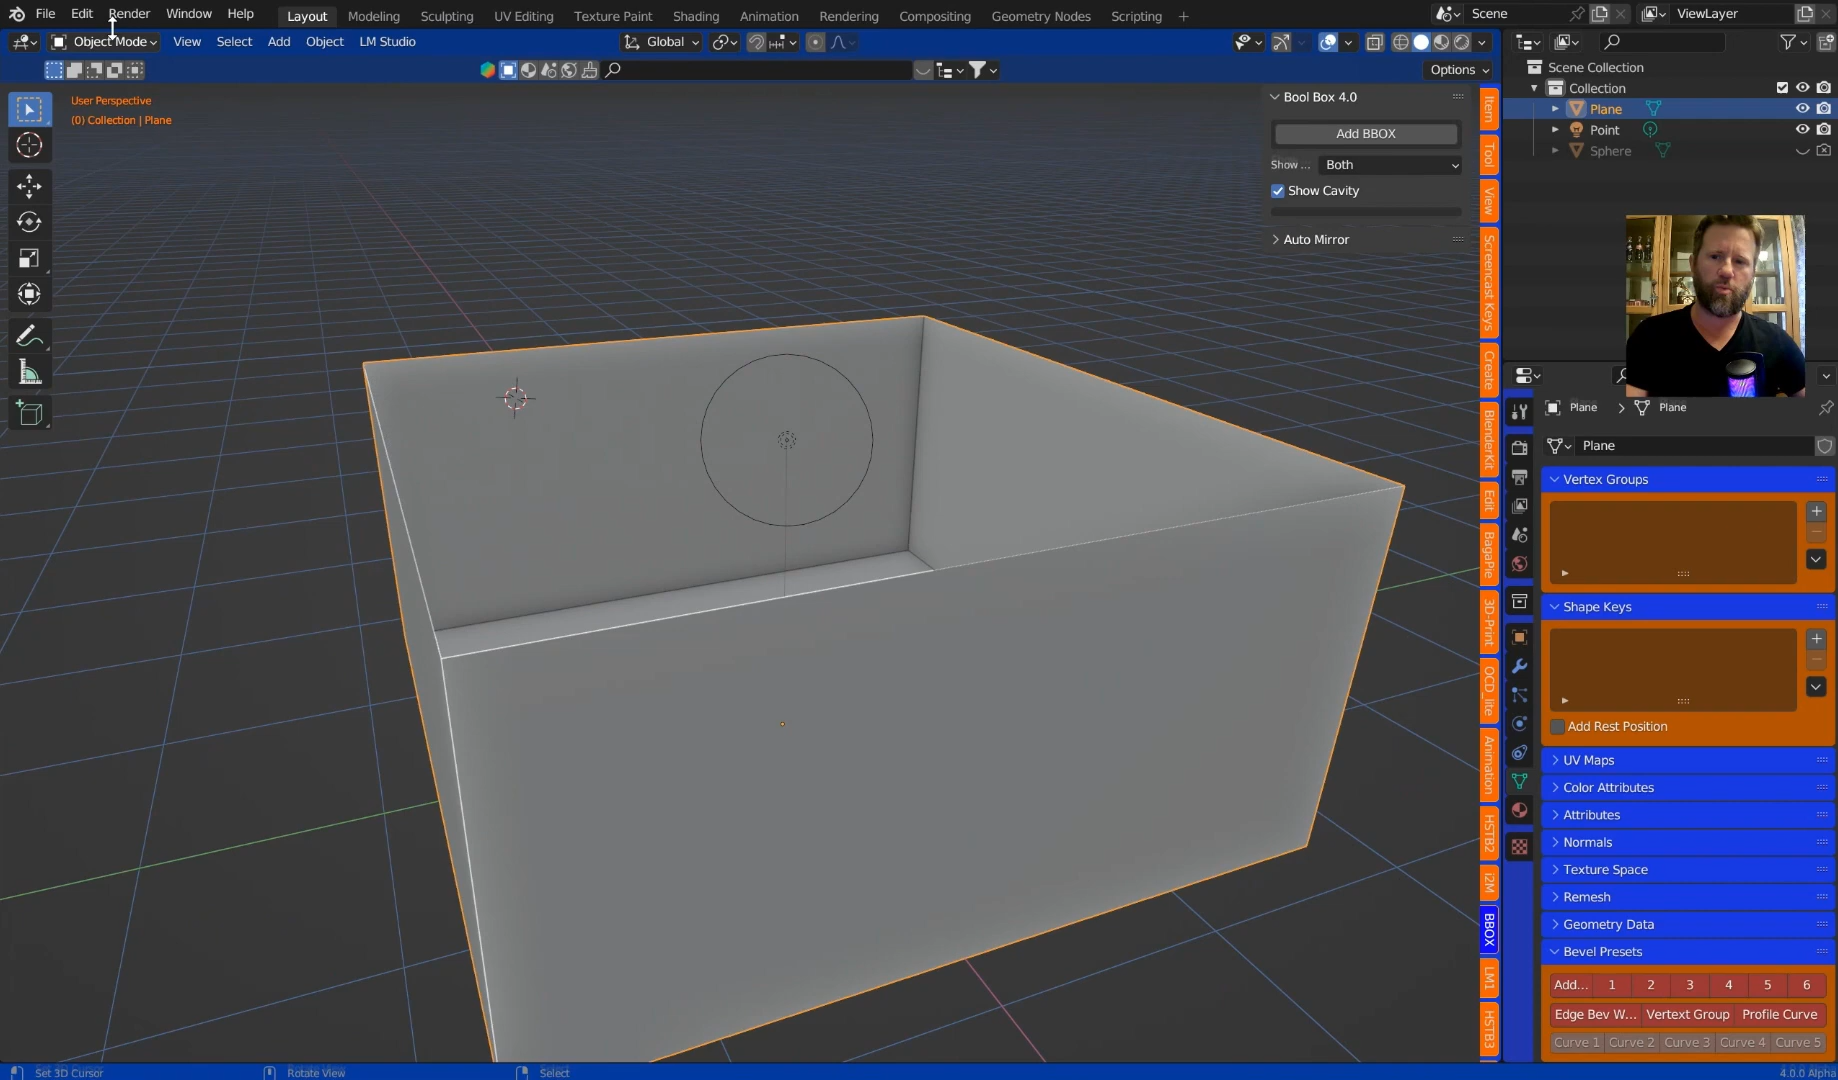 File Edit Render Window Help Layout Modeling Sculpting UV Editing Texture Paint Shading Animation Rendering Compositing Geometry Nodes Scripting + Scene ViewLayer
Object Mode View Select Add Object LM Studio Global
Options
User Perspective
(0) Collection | Plane
Bool Box 4.0
Add BBOX
Show ... Both
Show Cavity
Auto Mirror
Item
Tool
View
Screencast Keys
Create
BlenderKit
Edit
BagaPie
3D-Print
OCD_lite
Animation
HSTB2
i2M
BBOX
LM1
HSTB3
Scene Collection
Collection
Plane
Point
Sphere
Plane > Plane
Plane
Vertex Groups
Shape Keys
Add Rest Position
UV Maps
Color Attributes
Attributes
Normals
Texture Space
Remesh
Geometry Data
Bevel Presets
Add... 1 2 3 4 5 6
Edge Bev W... Vertext Group Profile Curve
Curve 1 Curve 2 Curve 3 Curve 4 Curve 5
Set 3D Cursor Rotate View Select 4.0.0 Alpha